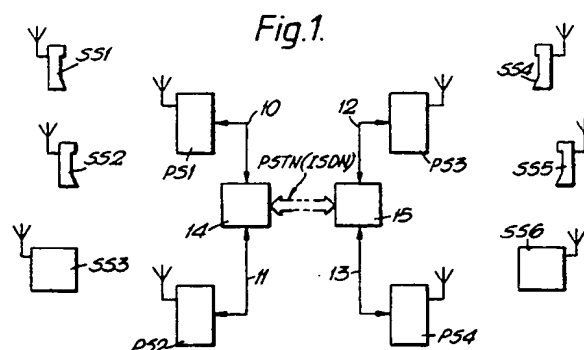 Fig.1.
SS1
SS4
10
12
PS1
PS3
SS2
PSTN(ISDN)
SS5
14
15
SS3
SS6
11
13
PS2
PS4